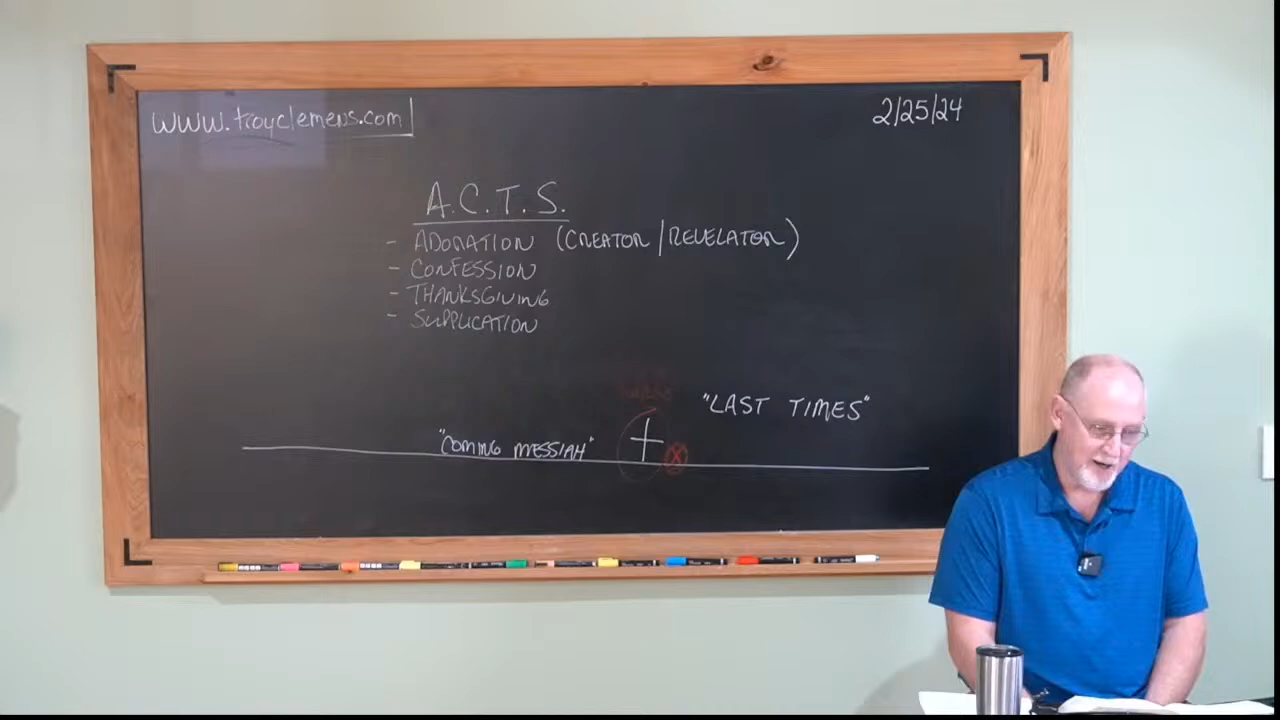 www.troyclemens.com
2/25/24
A.C.T.S.
- ADORATION (CREATOR/REVELATOR)
- CONFESSION
- THANKSGIVING
- SUPPLICATION
"LAST TIMES"
"COMING MESSIAH"
X